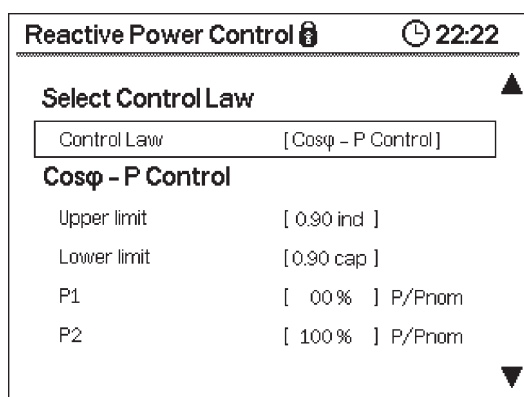 Reactive Power Control 22:22
Select Control Law
Control Law [Cosφ – P Control]
Cosφ – P Control
Upper limit [ 0.90 ind ]
Lower limit [0.90 cap ]
P1 [ 00 % ] P/Pnom
P2 [ 100 % ] P/Pnom